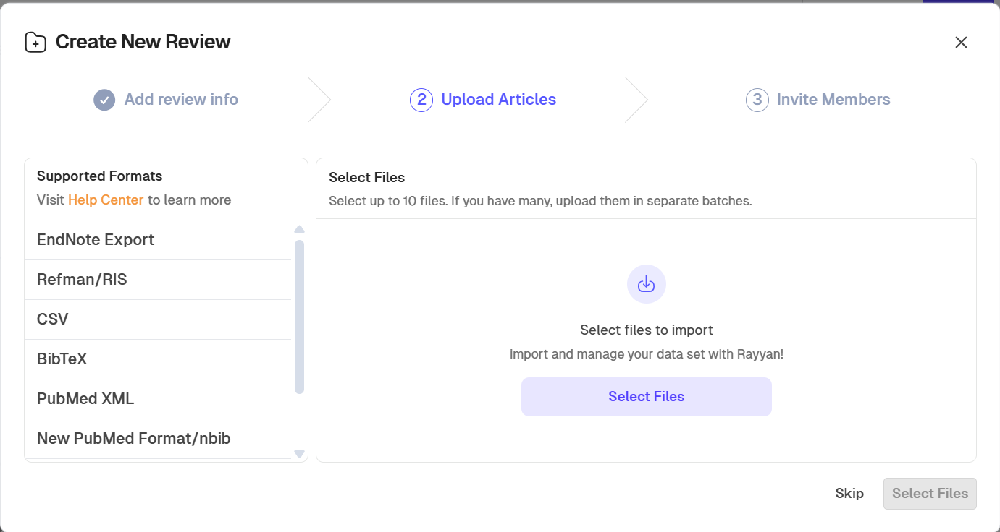 Create New Review
Add review info
2 Upload Articles
3 Invite Members
Supported Formats
Visit Help Center to learn more
EndNote Export
Refman/RIS
CSV
BibTeX
PubMed XML
New PubMed Format/nbib
Select Files
Select up to 10 files. If you have many, upload them in separate batches.
Select files to import
import and manage your data set with Rayyan!
Select Files
Skip
Select Files